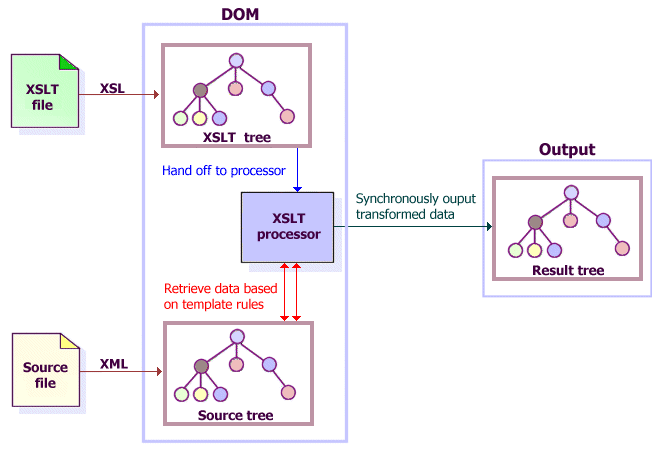 DOM
XSLT
file
XSL
XSLT  tree
Hand off to processor
XSLT
processor
Synchronously ouput
transformed data
Output
Result tree
Retrieve data based
on template rules
Source
file
XML
Source tree